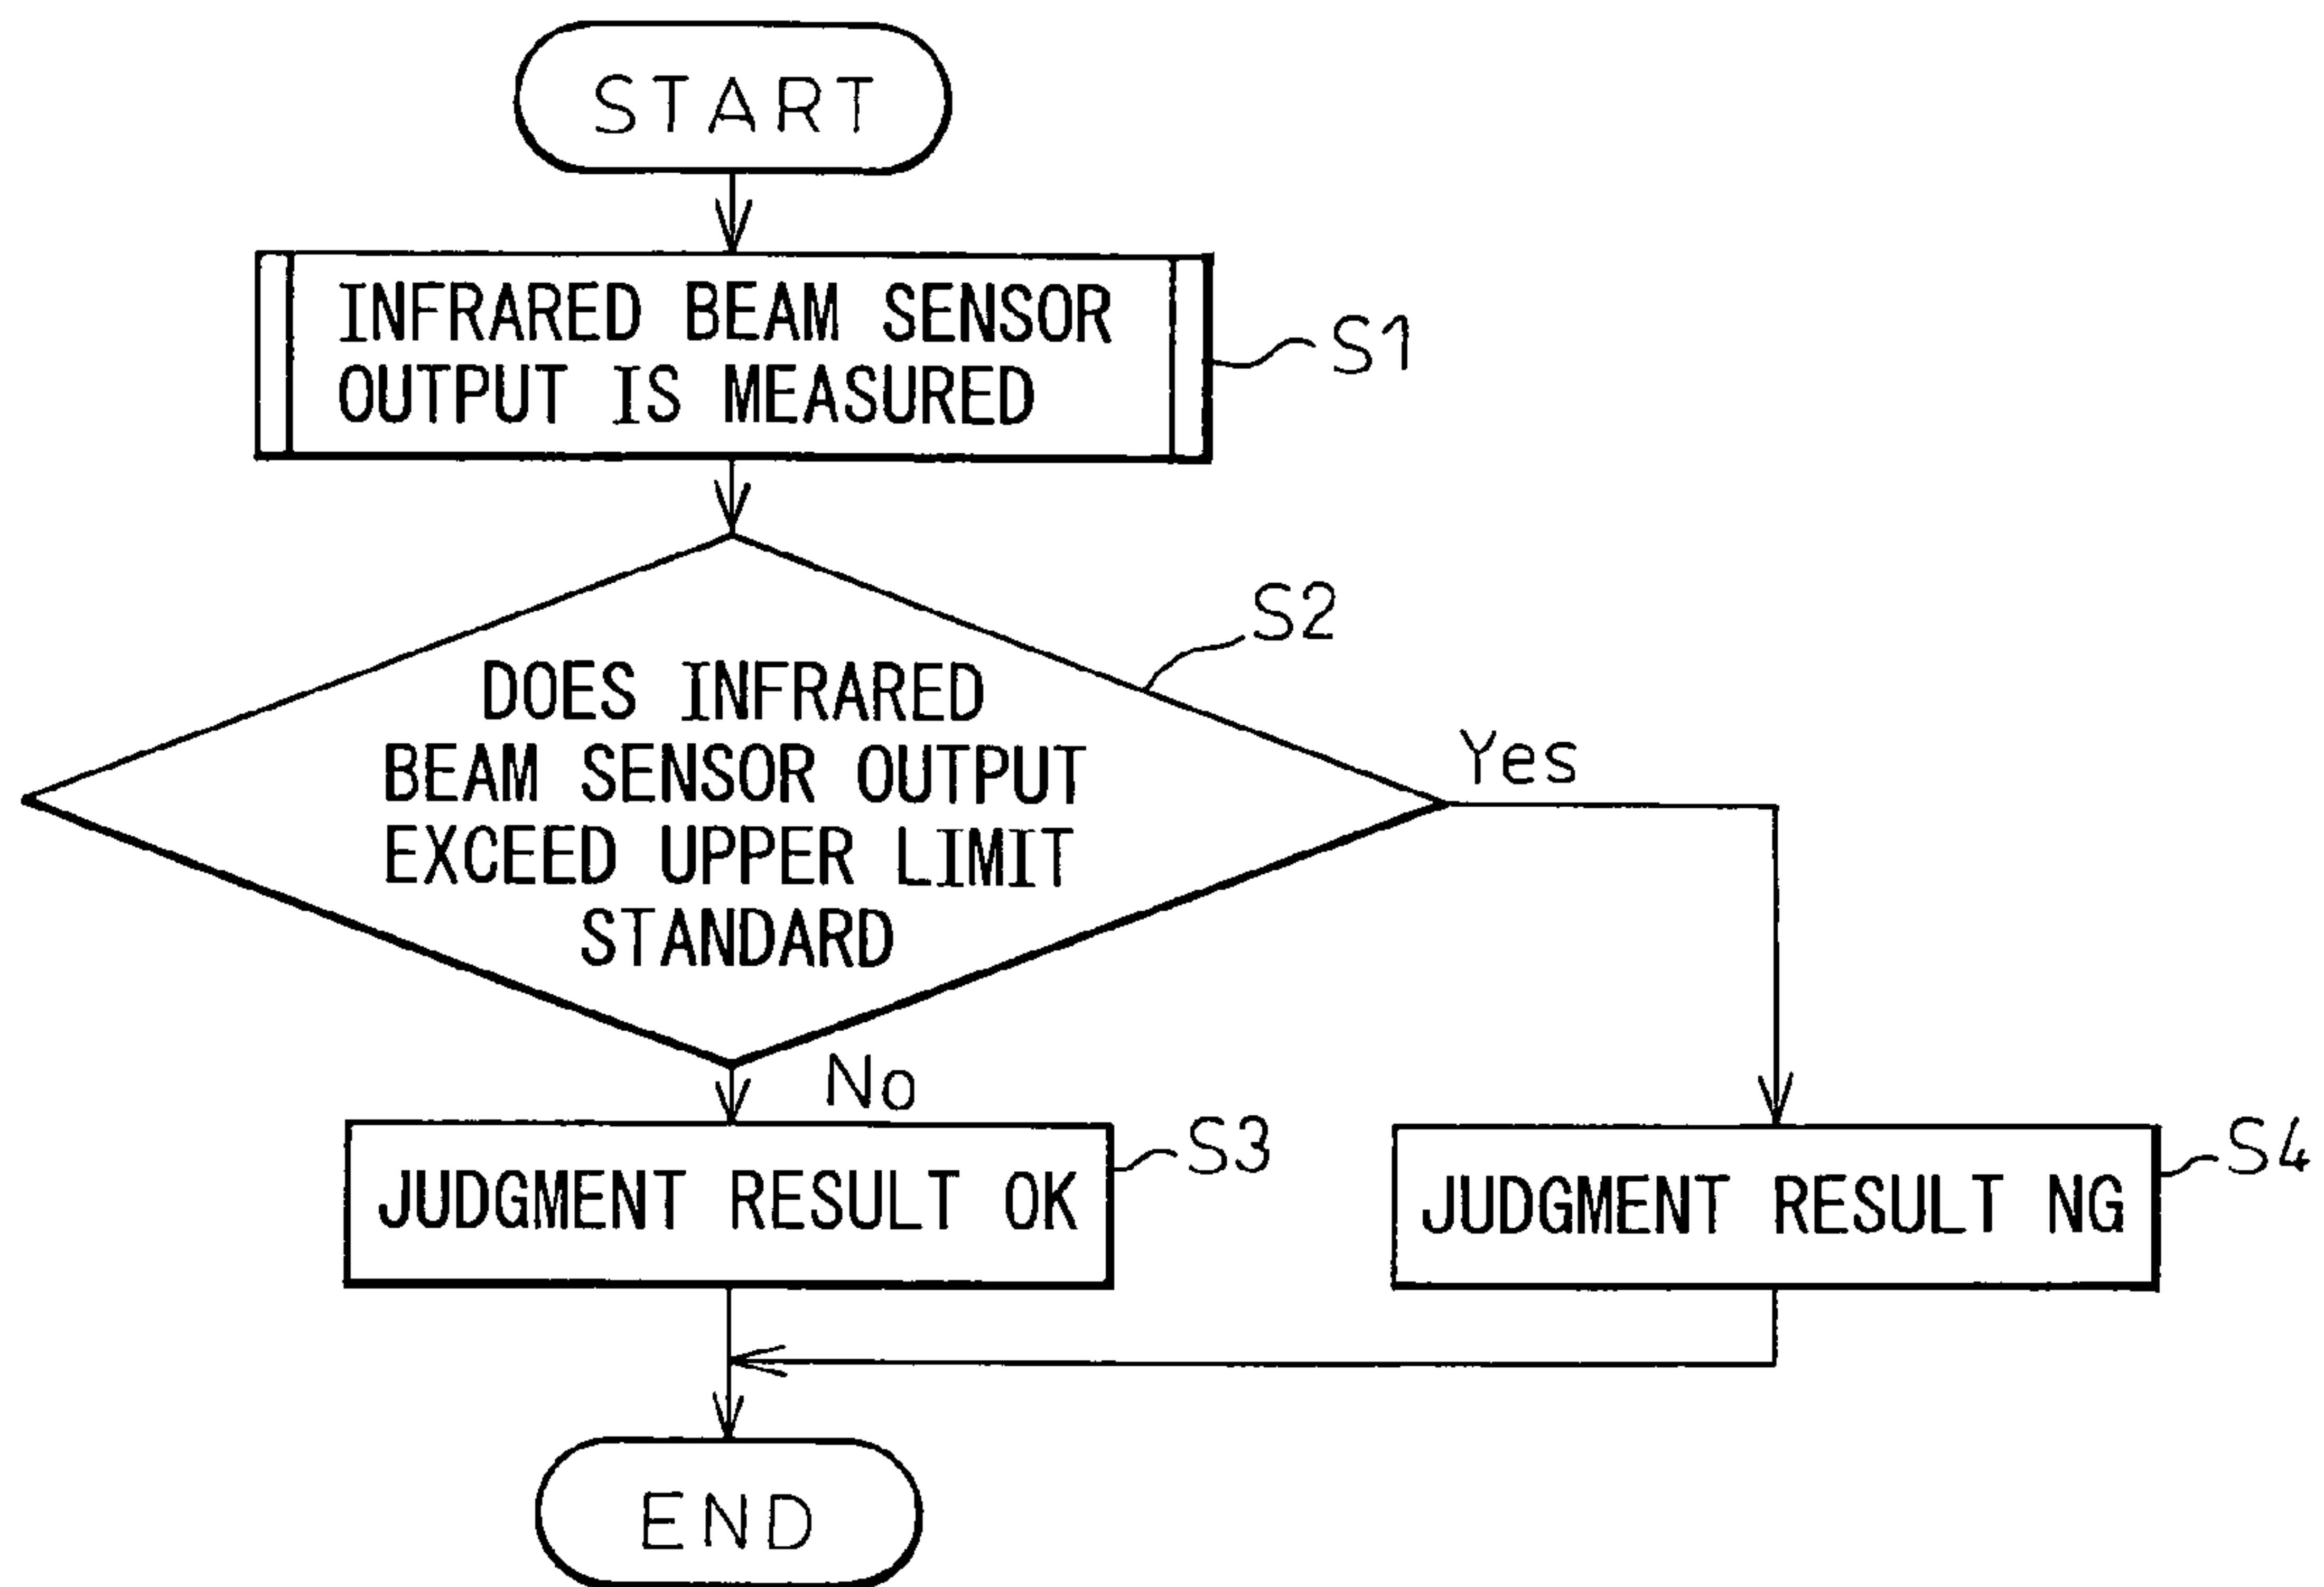 START
INFRARED BEAM SENSOR
OUTPUT IS MEASURED
S1
S2
DOES INFRARED
BEAM SENSOR OUTPUT
EXCEED UPPER LIMIT
STANDARD
Yes
No
JUDGMENT RESULT OK
S3
JUDGMENT RESULT NG
S4
END